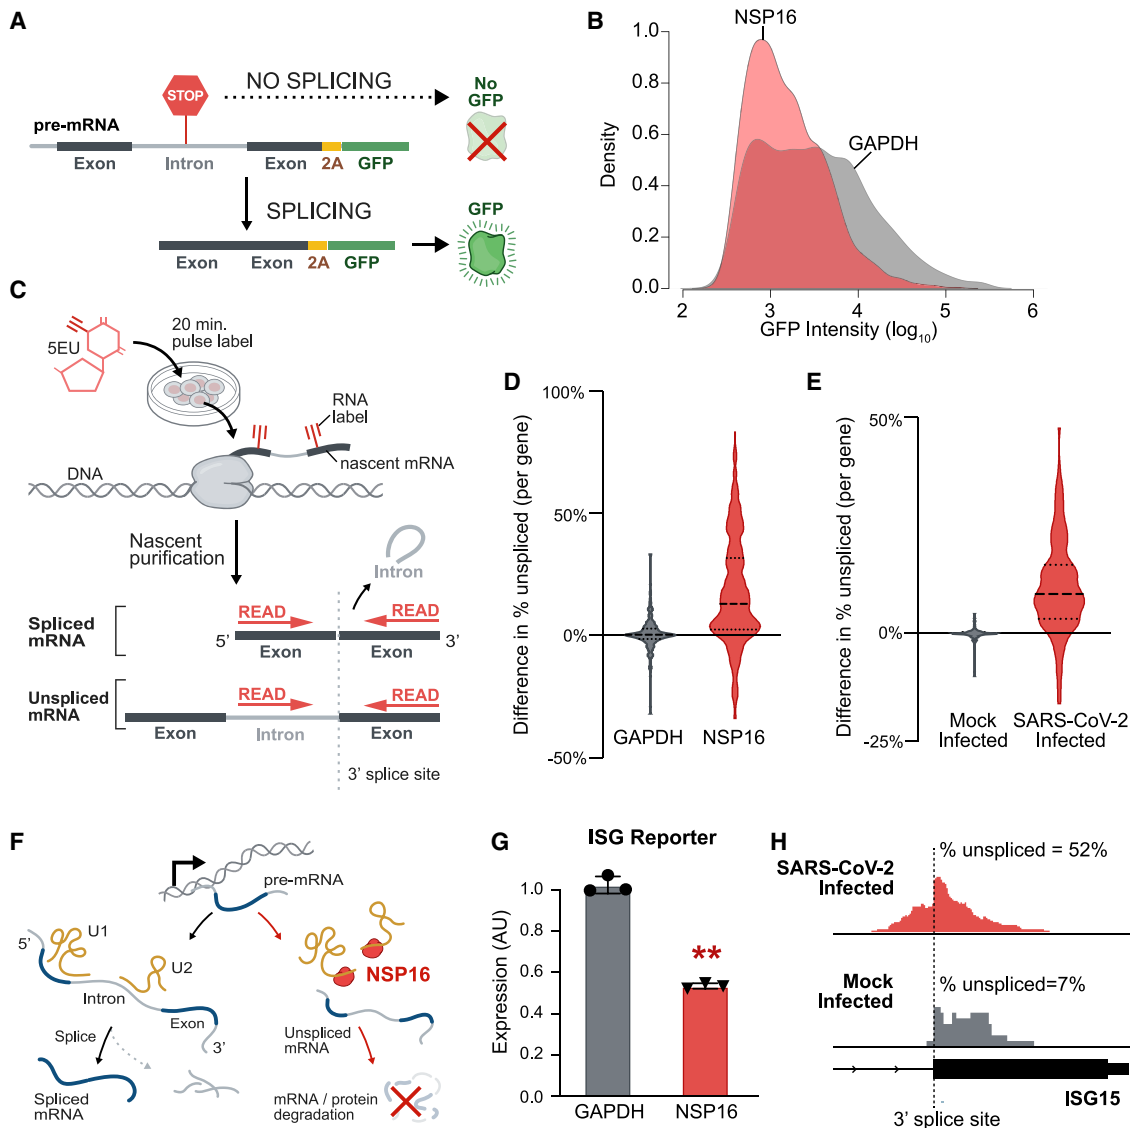 A
STOP
NO SPLICING
No
GFP
pre-mRNA
Exon
Intron
Exon
2A
GFP
SPLICING
GFP
Exon
Exon
2A
GFP
B
NSP16
GAPDH
Density
1.0
0.8
0.6
0.4
0.2
0.0
2
3
4
5
6
GFP Intensity (log10)
C
5EU
20 min.
pulse label
RNA
label
nascent mRNA
DNA
Nascent
purification
Intron
Spliced
mRNA
READ
READ
5’
Exon
Exon
3’
Unspliced
mRNA
READ
READ
Exon
Intron
Exon
3’ splice site
D
Difference in % unspliced (per gene)
100%
50%
0%
-50%
GAPDH
NSP16
E
Difference in % unspliced (per gene)
50%
0%
-25%
Mock
Infected
SARS-CoV-2
Infected
F
pre-mRNA
5’
U1
U2
Intron
Exon
3’
Splice
Spliced
mRNA
NSP16
Unspliced
mRNA
mRNA / protein
degradation
G
ISG Reporter
Expression (AU)
1.0
0.8
0.6
0.4
0.2
0.0
**
GAPDH
NSP16
H
% unspliced = 52%
SARS-CoV-2
Infected
Mock
Infected
% unspliced=7%
ISG15
3’ splice site